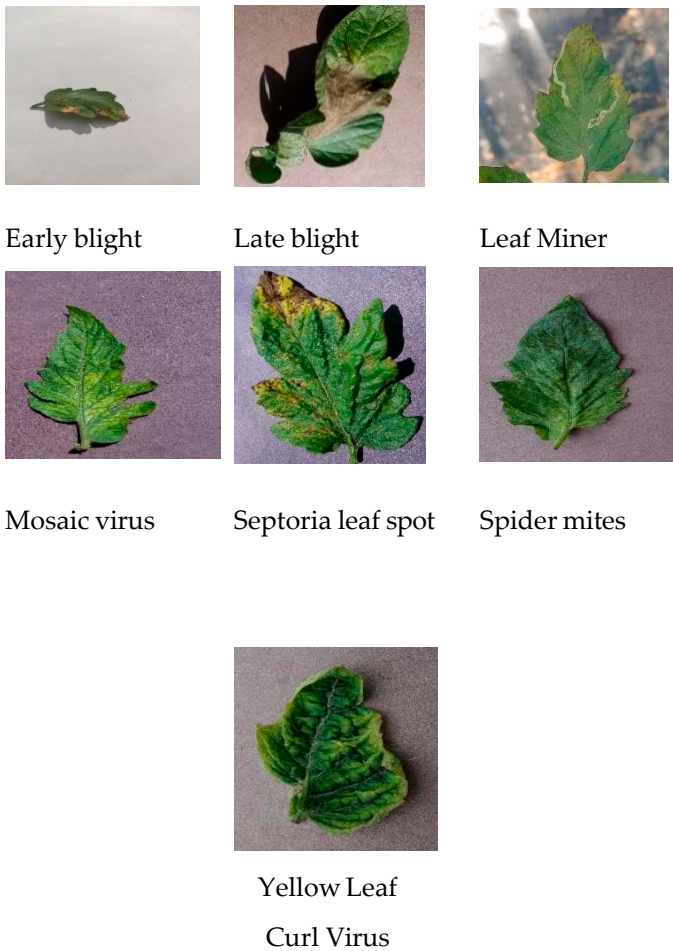 Early blight
Late blight
Leaf Miner
Mosaic virus
Septoria leaf spot
Spider mites
Yellow Leaf
Curl Virus